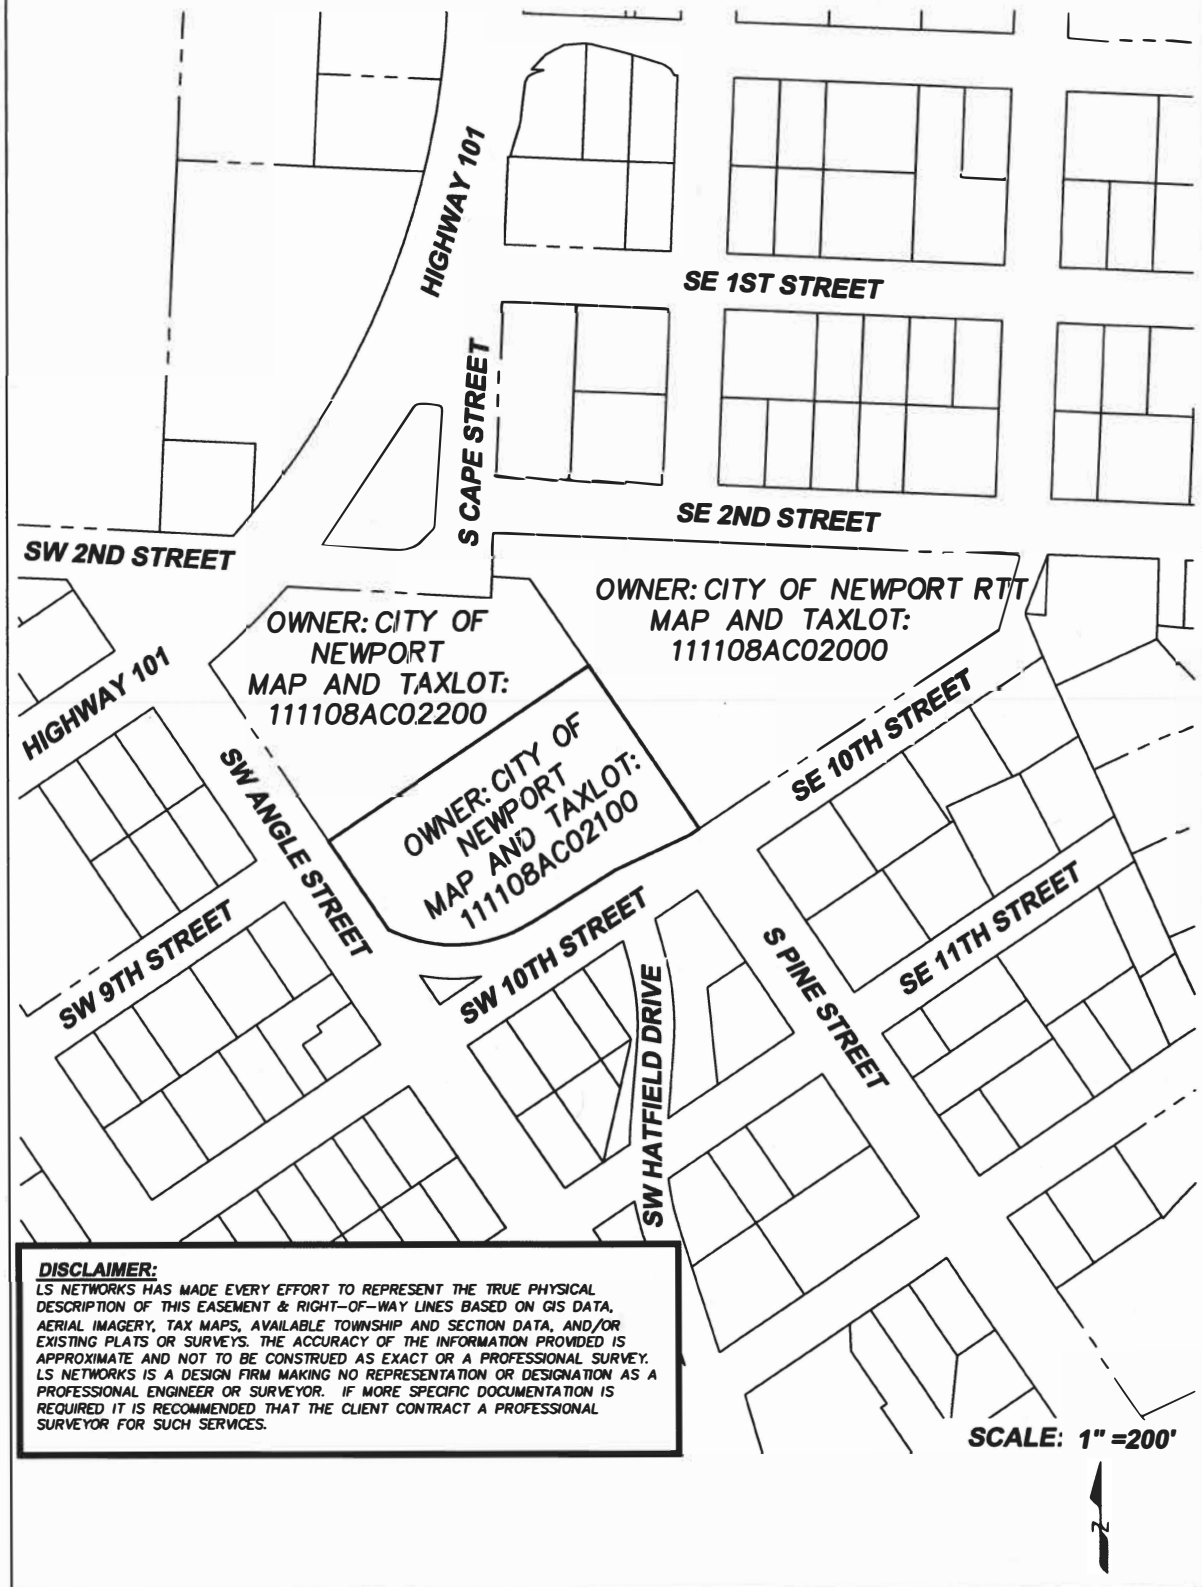 HIGHWAY 101
SE 1ST STREET
S CAPE STREET
SE 2ND STREET
SW 2ND STREET
OWNER: CITY OF NEWPORT RTT
MAP AND TAXLOT:
111108AC02000
OWNER: CITY OF
NEWPORT
MAP AND TAXLOT:
111108AC02200
HIGHWAY 101
SE 10TH STREET
OWNER: CITY OF
NEWPORT
MAP AND TAXLOT:
111108AC02100
SW ANGLE STREET
SE 11TH STREET
SW 9TH STREET
SW 10TH STREET
S PINE STREET
SW HATFIELD DRIVE
DISCLAIMER:
LS NETWORKS HAS MADE EVERY EFFORT TO REPRESENT THE TRUE PHYSICAL
DESCRIPTION OF THIS EASEMENT & RIGHT-OF-WAY LINES BASED ON GIS DATA,
AERIAL IMAGERY, TAX MAPS, AVAILABLE TOWNSHIP AND SECTION DATA, AND/OR
EXISTING PLATS OR SURVEYS. THE ACCURACY OF THE INFORMATION PROVIDED IS
APPROXIMATE AND NOT TO BE CONSTRUED AS EXACT OR A PROFESSIONAL SURVEY.
LS NETWORKS IS A DESIGN FIRM MAKING NO REPRESENTATION OR DESIGNATION AS A
PROFESSIONAL ENGINEER OR SURVEYOR. IF MORE SPECIFIC DOCUMENTATION IS
REQUIRED IT IS RECOMMENDED THAT THE CLIENT CONTRACT A PROFESSIONAL
SURVEYOR FOR SUCH SERVICES.
SCALE: 1" =200'
N